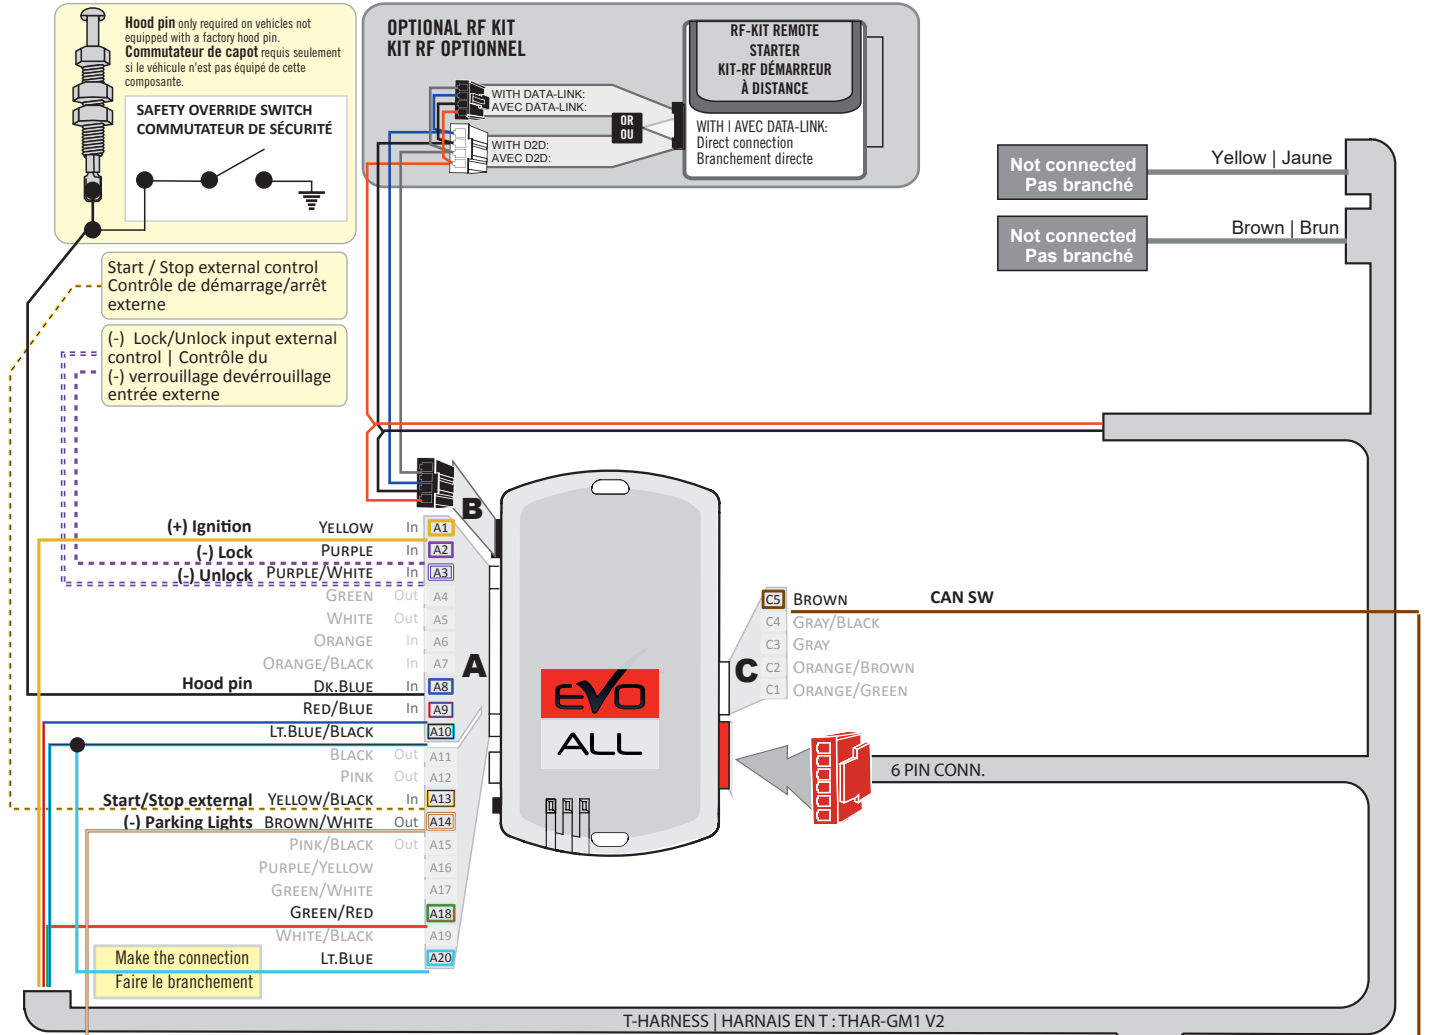 Hood pin only required on vehicles not
equipped with a factory hood pin.
Commutateur de capot requis seulement
si le véhicule n'est pas équipé de cette
composante.
SAFETY OVERRIDE SWITCH
COMMUTATEUR DE SÉCURITÉ
OPTIONAL RF KIT
KIT RF OPTIONNEL
WITH DATA-LINK:
AVEC DATA-LINK:
OR
OU
WITH D2D:
AVEC D2D:
RF-KIT REMOTE
STARTER
KIT-RF DÉMARREUR
À DISTANCE
WITH | AVEC DATA-LINK:
Direct connection
Branchement directe
Not connected
Pas branché
Yellow | Jaune
Not connected
Pas branché
Brown | Brun
Start / Stop external control
Contrôle de démarrage/arrêt
externe
(-) Lock/Unlock input external
control | Contrôle du
(-) verrouillage devérrouillage
entrée externe
B
(+) Ignition YELLOW In A1
(-) Lock PURPLE In A2
(-) Unlock PURPLE/WHITE In A3
GREEN Out A4
WHITE Out A5
ORANGE In A6
ORANGE/BLACK In A7
Hood pin DK.BLUE In A8
RED/BLUE In A9
LT.BLUE/BLACK A10
BLACK Out A11
PINK Out A12
Start/Stop external YELLOW/BLACK In A13
(-) Parking Lights BROWN/WHITE Out A14
PINK/BLACK Out A15
PURPLE/YELLOW A16
GREEN/WHITE A17
GREEN/RED A18
WHITE/BLACK A19
LT.BLUE A20
Make the connection
Faire le branchement
A
EVO
ALL
C
C5 BROWN CAN SW
C4 GRAY/BLACK
C3 GRAY
C2 ORANGE/BROWN
C1 ORANGE/GREEN
6 PIN CONN.
T-HARNESS | HARNAIS EN T : THAR-GM1 V2